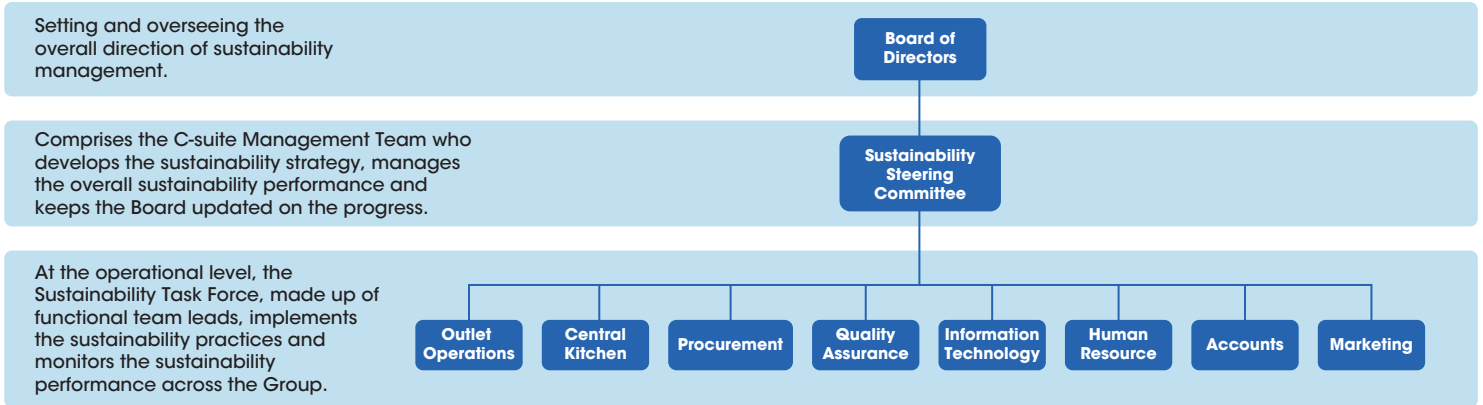 Setting and overseeing the
overall direction of sustainability
management.
Board of
Directors
Comprises the C-suite Management Team who
develops the sustainability strategy, manages
the overall sustainability performance and
keeps the Board updated on the progress.
Sustainability
Steering
Committee
At the operational level, the
Sustainability Task Force, made up of
functional team leads, implements
the sustainability practices and
monitors the sustainability
performance across the Group.
Outlet
Operations
Central
Kitchen
Procurement
Quality
Assurance
Information
Technology
Human
Resource
Accounts
Marketing